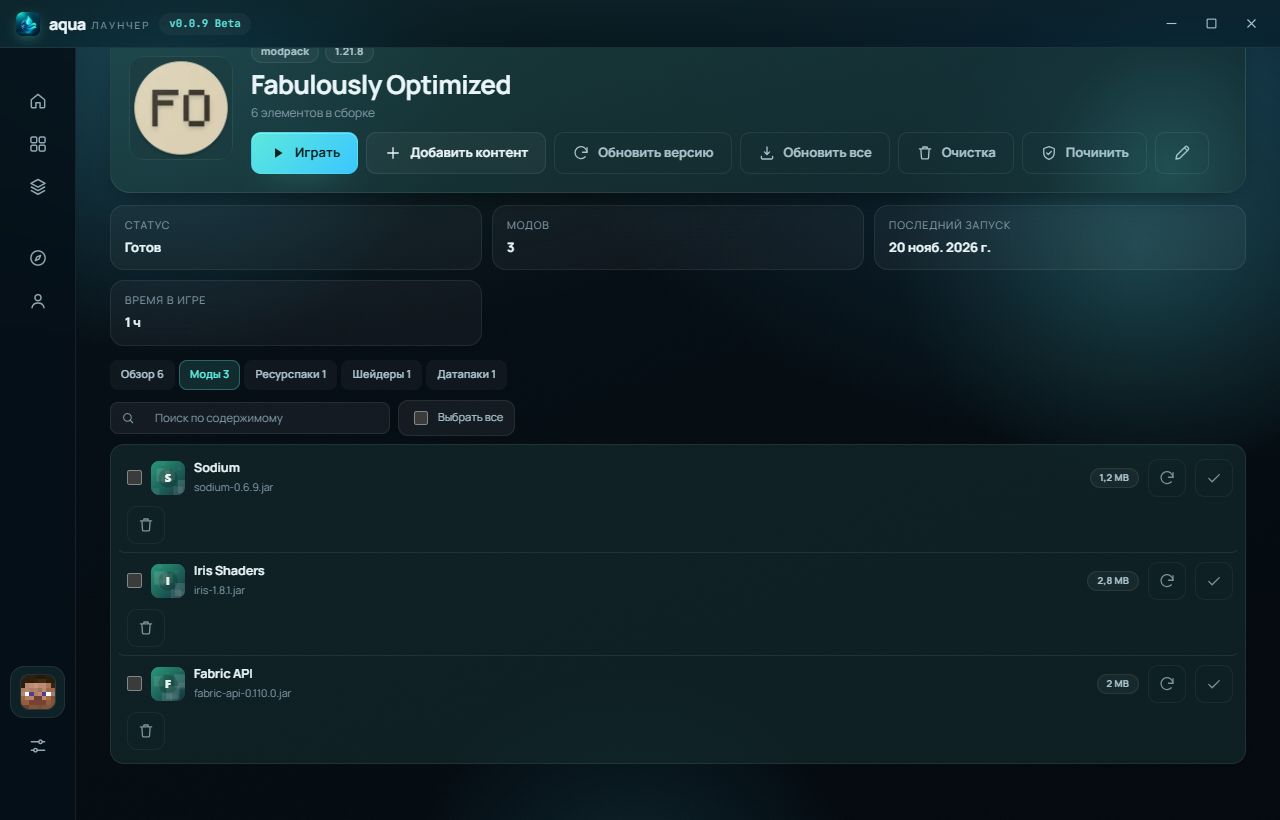 aqua ЛАУНЧЕР v0.0.9 Beta
modpack 1.21.8
FO
Fabulously Optimized
6 элементов в сборке
Играть Добавить контент Обновить версию Обновить все Очистка Починить
СТАТУС
Готов
МОДОВ
3
ПОСЛЕДНИЙ ЗАПУСК
20 нояб. 2026 г.
ВРЕМЯ В ИГРЕ
1 ч
Обзор 6 Моды 3 Ресурспаки 1 Шейдеры 1 Датапаки 1
Поиск по содержимому Выбрать все
S Sodium
sodium-0.6.9.jar
1,2 MB
I Iris Shaders
iris-1.8.1.jar
2,8 MB
F Fabric API
fabric-api-0.110.0.jar
2 MB